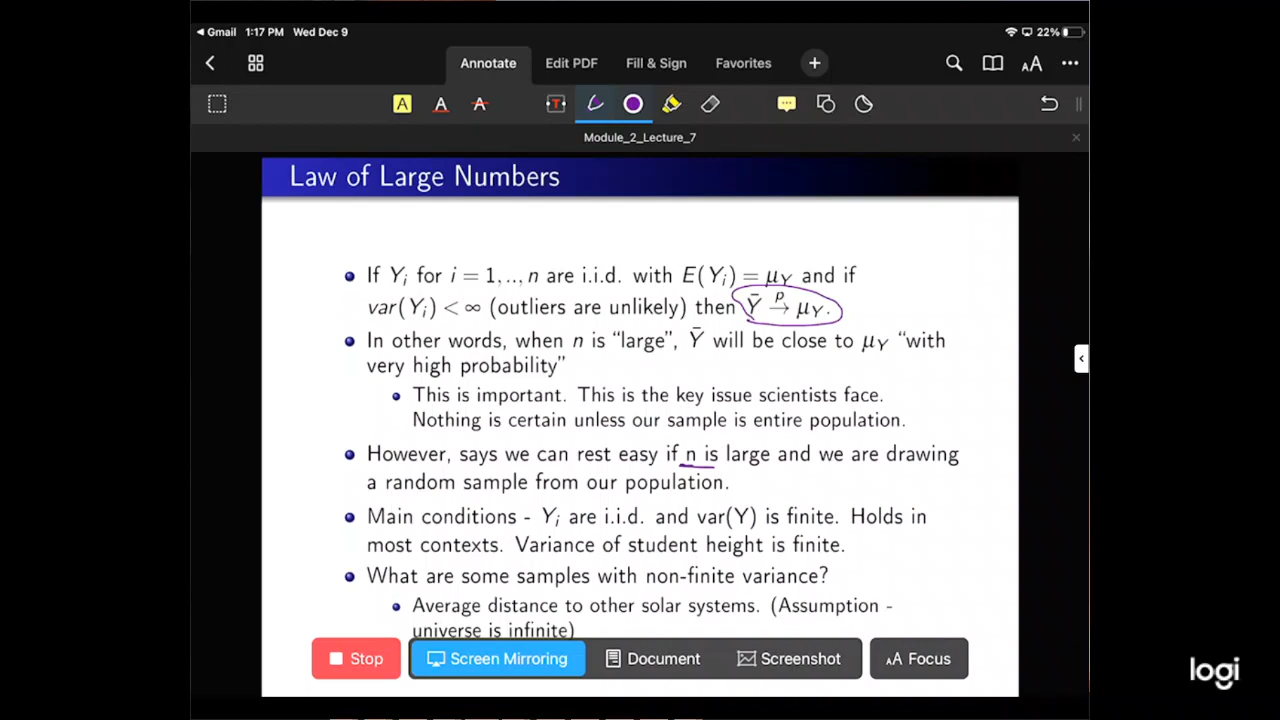 Gmail 1:17 PM Wed Dec 9 22%
Annotate Edit PDF Fill & Sign Favorites + AA
A A A T
Module_2_Lecture_7
Law of Large Numbers
If Yᵢ for i = 1, .., n are i.i.d. with E(Yᵢ) = μ_Y and if
var(Yᵢ) < ∞ (outliers are unlikely) then Ȳ →ᵖ μ_Y.
In other words, when n is “large”, Ȳ will be close to μ_Y “with
very high probability”
This is important. This is the key issue scientists face.
Nothing is certain unless our sample is entire population.
However, says we can rest easy if n is large and we are drawing
a random sample from our population.
Main conditions - Yᵢ are i.i.d. and var(Y) is finite. Holds in
most contexts. Variance of student height is finite.
What are some samples with non-finite variance?
Average distance to other solar systems. (Assumption -
universe is infinite)
Stop Screen Mirroring Document Screenshot AA Focus
logi